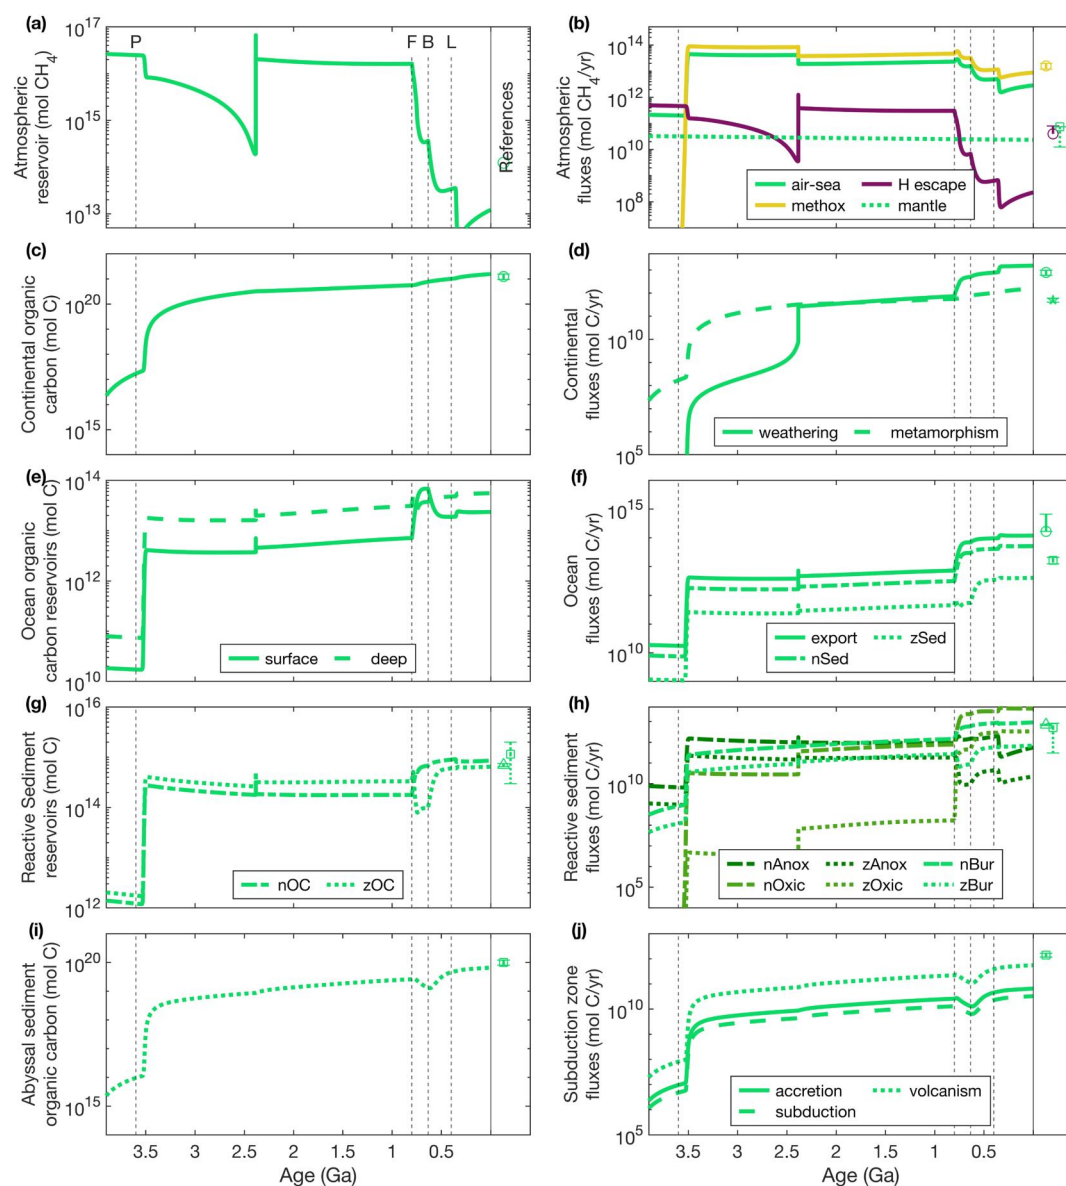 (a)
Atmospheric
reservoir (mol CH4)
10^17
10^15
10^13
P
F
B
L
References
(b)
Atmospheric
fluxes (mol CH4/yr)
10^14
10^12
10^10
10^8
air-sea
H escape
methox
mantle
(c)
Continental organic
carbon (mol C)
10^20
10^15
(d)
Continental
fluxes (mol C/yr)
10^10
10^5
weathering
metamorphism
(e)
Ocean organic
carbon reservoirs (mol C)
10^14
10^12
10^10
surface
deep
(f)
Ocean
fluxes (mol C/yr)
10^15
10^10
export
zSed
nSed
(g)
Reactive Sediment
reservoirs (mol C)
10^16
10^14
10^12
nOC
zOC
(h)
Reactive sediment
fluxes (mol C/yr)
10^10
10^5
nAnox
zAnox
nBur
nOxic
zOxic
zBur
(i)
Abyssal sediment
organic carbon (mol C)
10^20
10^15
3.5
3
2.5
2
1.5
1
0.5
Age (Ga)
(j)
Subduction zone
fluxes (mol C/yr)
10^10
10^5
accretion
volcanism
subduction
3.5
3
2.5
2
1.5
1
0.5
Age (Ga)